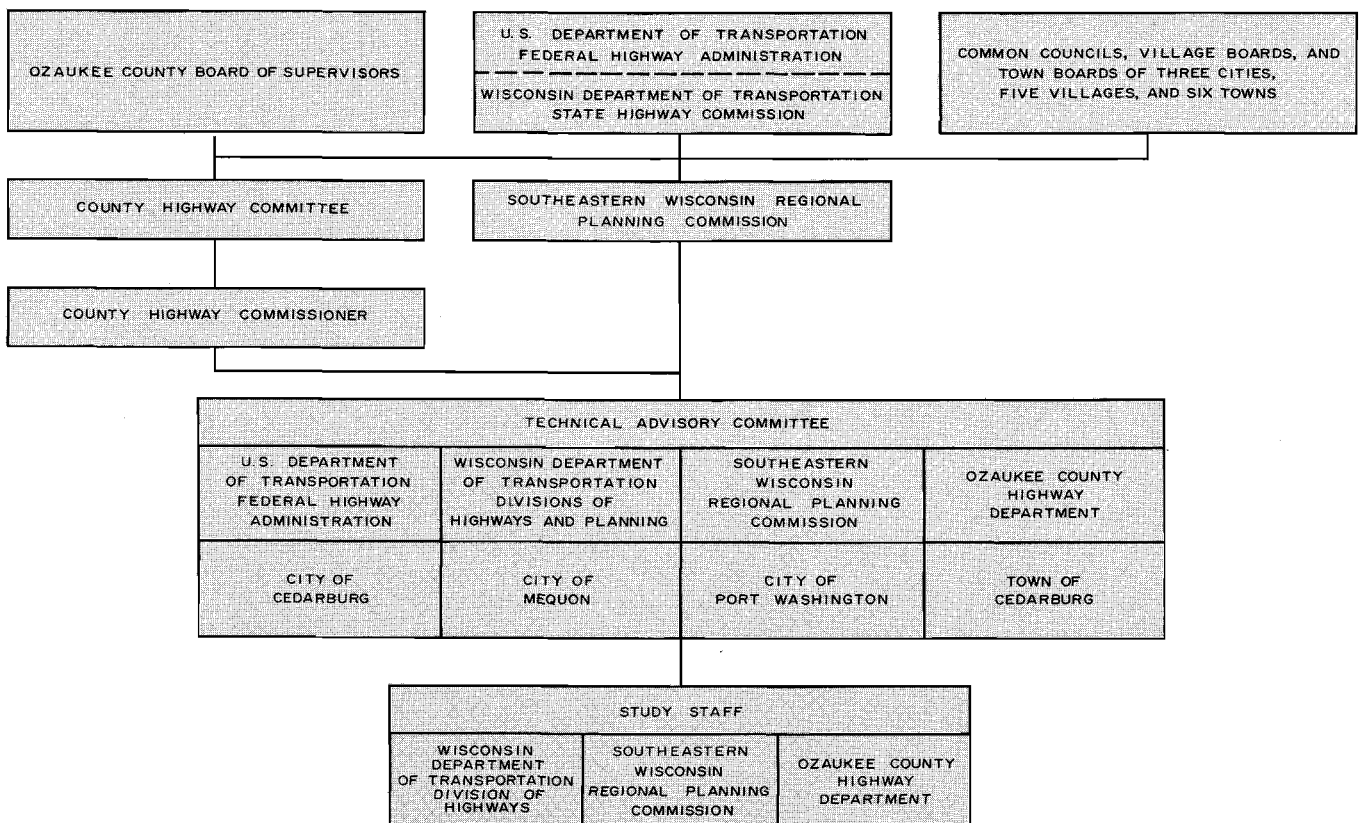 OZAUKEE COUNTY BOARD OF SUPERVISORS
U.S. DEPARTMENT OF TRANSPORTATION
FEDERAL HIGHWAY ADMINISTRATION
WISCONSIN DEPARTMENT OF TRANSPORTATION
STATE HIGHWAY COMMISSION
COMMON COUNCILS, VILLAGE BOARDS, AND
TOWN BOARDS OF THREE CITIES,
FIVE VILLAGES, AND SIX TOWNS
COUNTY HIGHWAY COMMITTEE
SOUTHEASTERN WISCONSIN REGIONAL
PLANNING COMMISSION
COUNTY HIGHWAY COMMISSIONER
TECHNICAL ADVISORY COMMITTEE
U.S. DEPARTMENT
OF TRANSPORTATION
FEDERAL HIGHWAY
ADMINISTRATION
WISCONSIN DEPARTMENT
OF TRANSPORTATION
DIVISIONS OF
HIGHWAYS AND PLANNING
SOUTHEASTERN
WISCONSIN
REGIONAL PLANNING
COMMISSION
OZAUKEE COUNTY
HIGHWAY
DEPARTMENT
CITY OF
CEDARBURG
CITY OF
MEQUON
CITY OF
PORT WASHINGTON
TOWN OF
CEDARBURG
STUDY STAFF
WISCONSIN
DEPARTMENT
OF TRANSPORTATION
DIVISION OF
HIGHWAYS
SOUTHEASTERN
WISCONSIN
REGIONAL PLANNING
COMMISSION
OZAUKEE COUNTY
HIGHWAY
DEPARTMENT